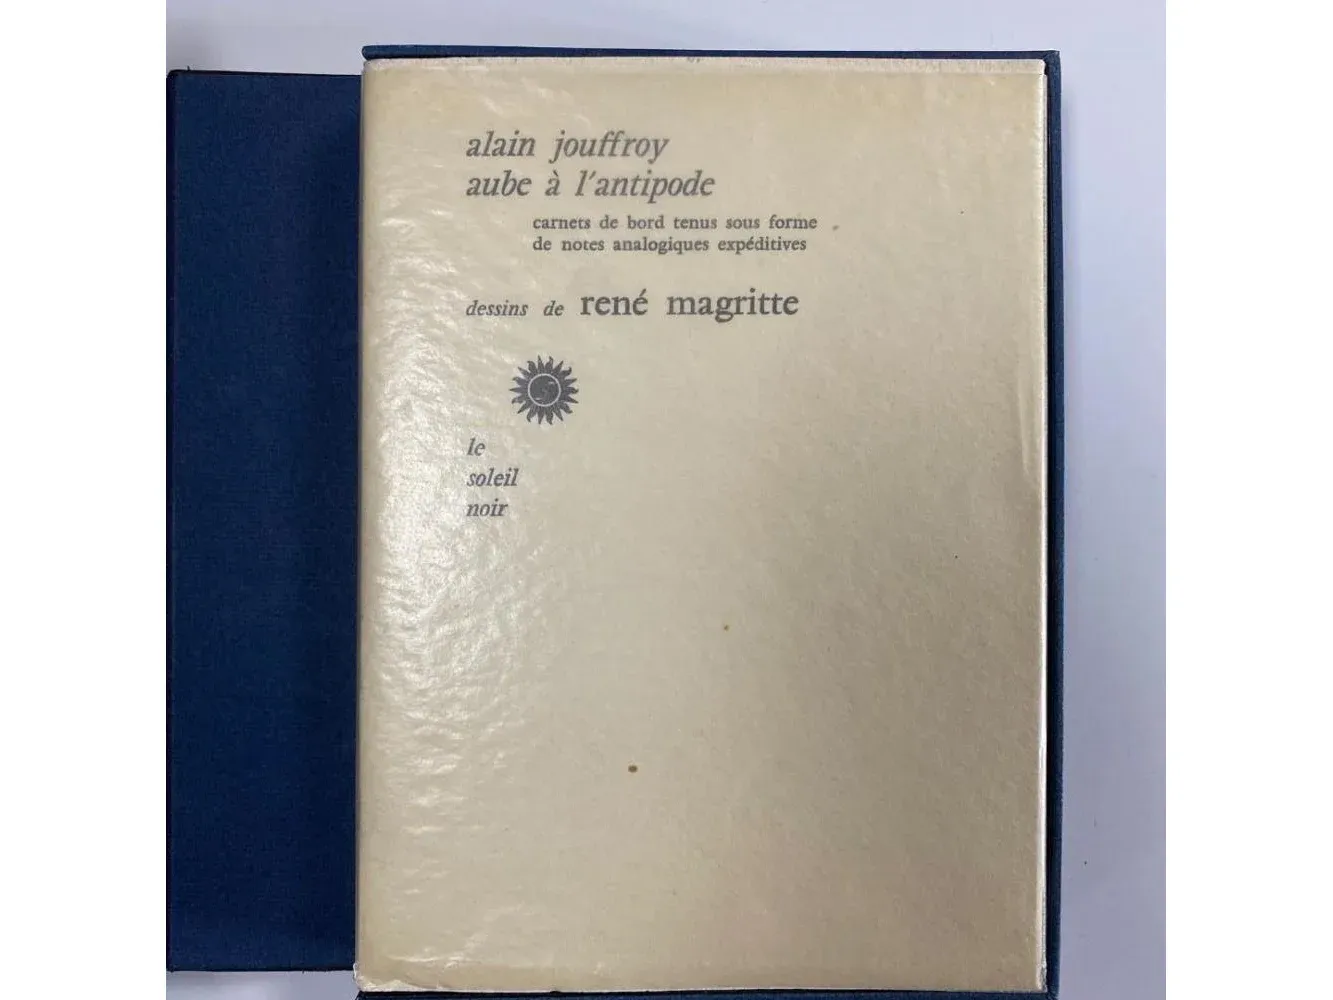 alain jouffroy
aube à l'antipode
carnets de bord tenus sous forme
de notes analogiques expéditives
dessins de rené magritte
le
soleil
noir